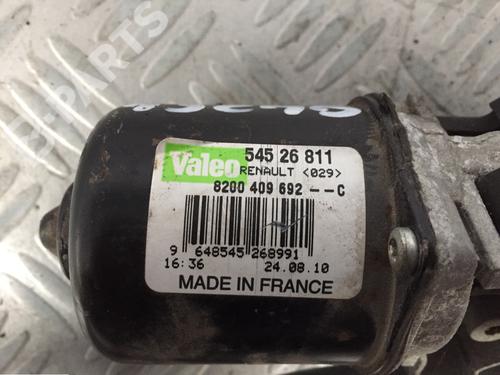 Valeo 545 26 811
RENAULT <029>
8200 409 692 -- C
9 648545 268991
16:36 24.08.10
MADE IN FRANCE